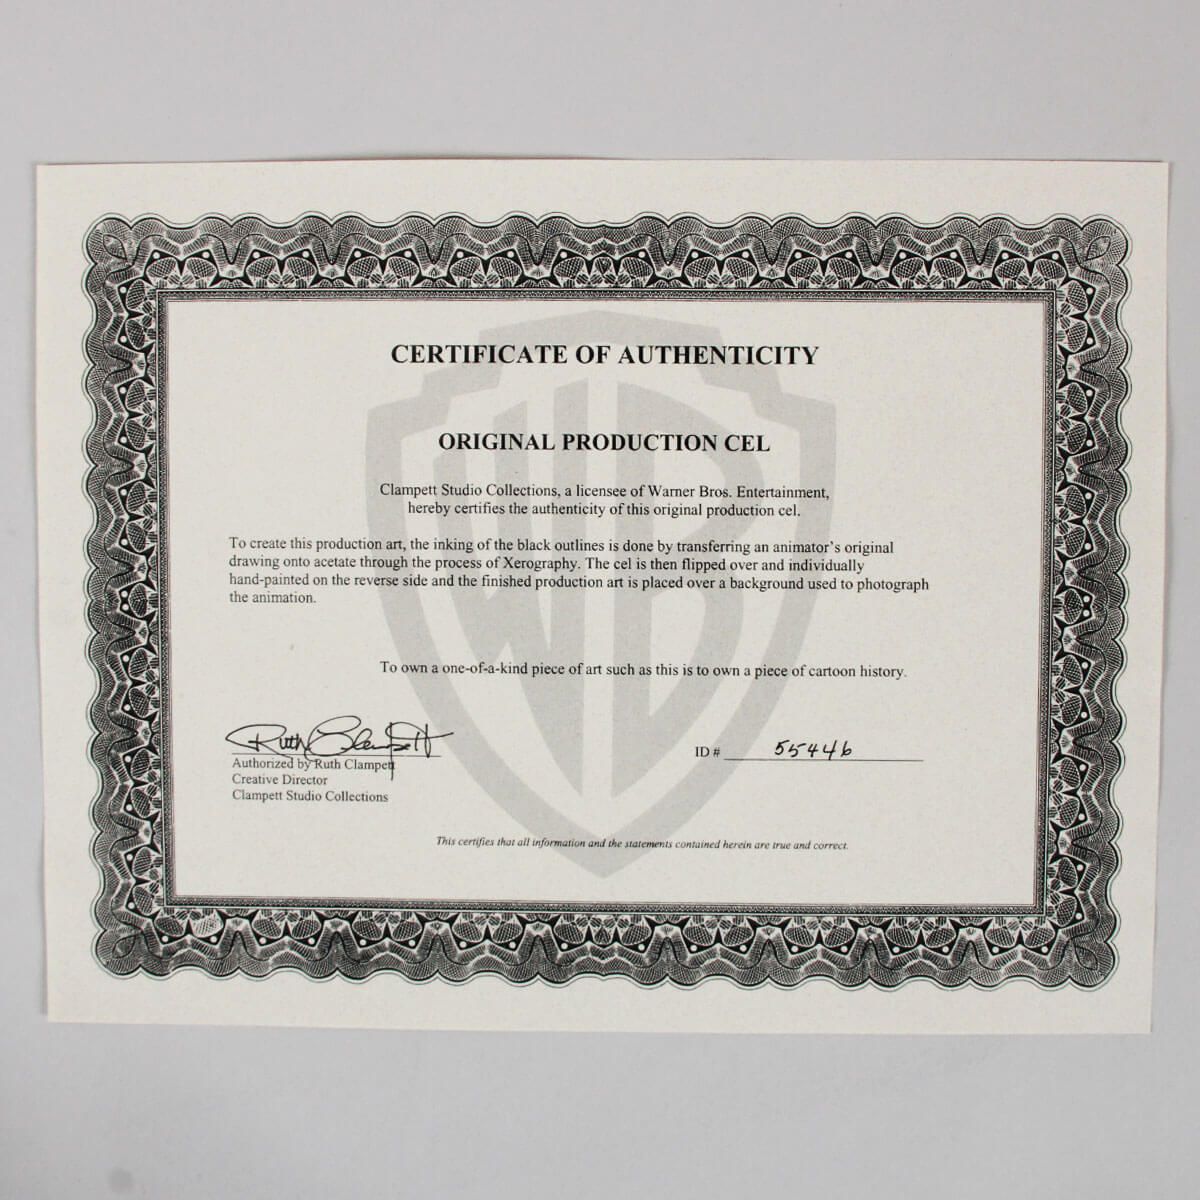 CERTIFICATE OF AUTHENTICITY
ORIGINAL PRODUCTION CEL
Clampett Studio Collections, a licensee of Warner Bros. Entertainment,
hereby certifies the authenticity of this original production cel.
To create this production art, the inking of the black outlines is done by transferring an animator's original
drawing onto acetate through the process of Xerography. The cel is then flipped over and individually
hand-painted on the reverse side and the finished production art is placed over a background used to photograph
the animation.
To own a one-of-a-kind piece of art such as this is to own a piece of cartoon history.
Ruth Clampett
ID # 55446
Authorized by Ruth Clampett
Creative Director
Clampett Studio Collections
This certifies that all information and the statements contained herein are true and correct.
WB